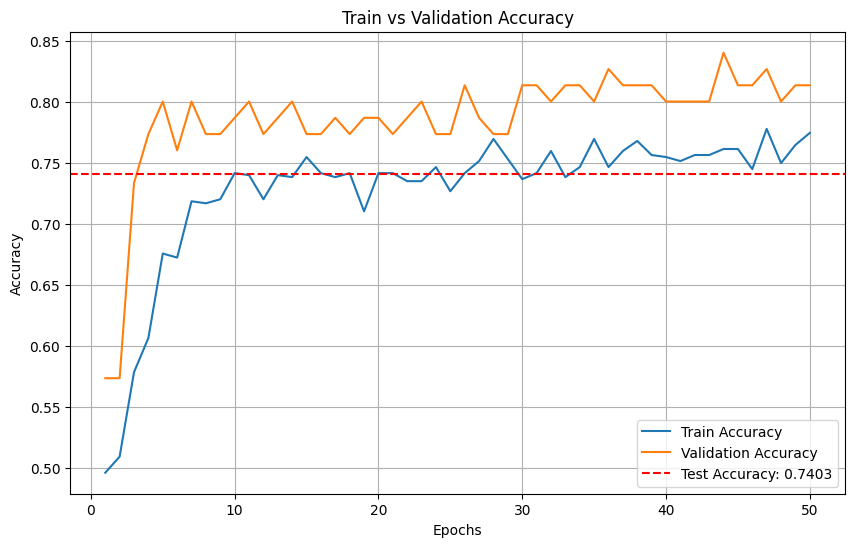 Train vs Validation Accuracy
Accuracy
0.85
0.80
0.75
0.70
0.65
0.60
0.55
0.50
Train Accuracy
Validation Accuracy
Test Accuracy: 0.7403
0 10 20 30 40 50
Epochs